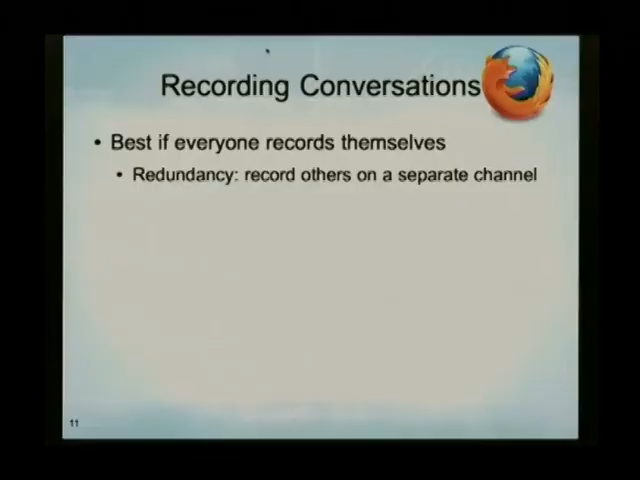 Recording Conversations
• Best if everyone records themselves
• Redundancy: record others on a separate channel
11